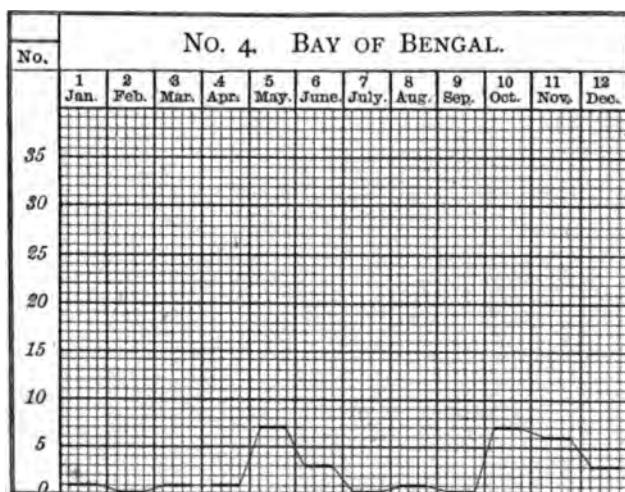 No. 4. BAY OF BENGAL.
No.
1 2 3 4 5 6 7 8 9 10 11 12
Jan. Feb. Mar. Apr. May. June. July. Aug. Sep. Oct. Nov. Dec.
35
30
25
20
15
10
5
0